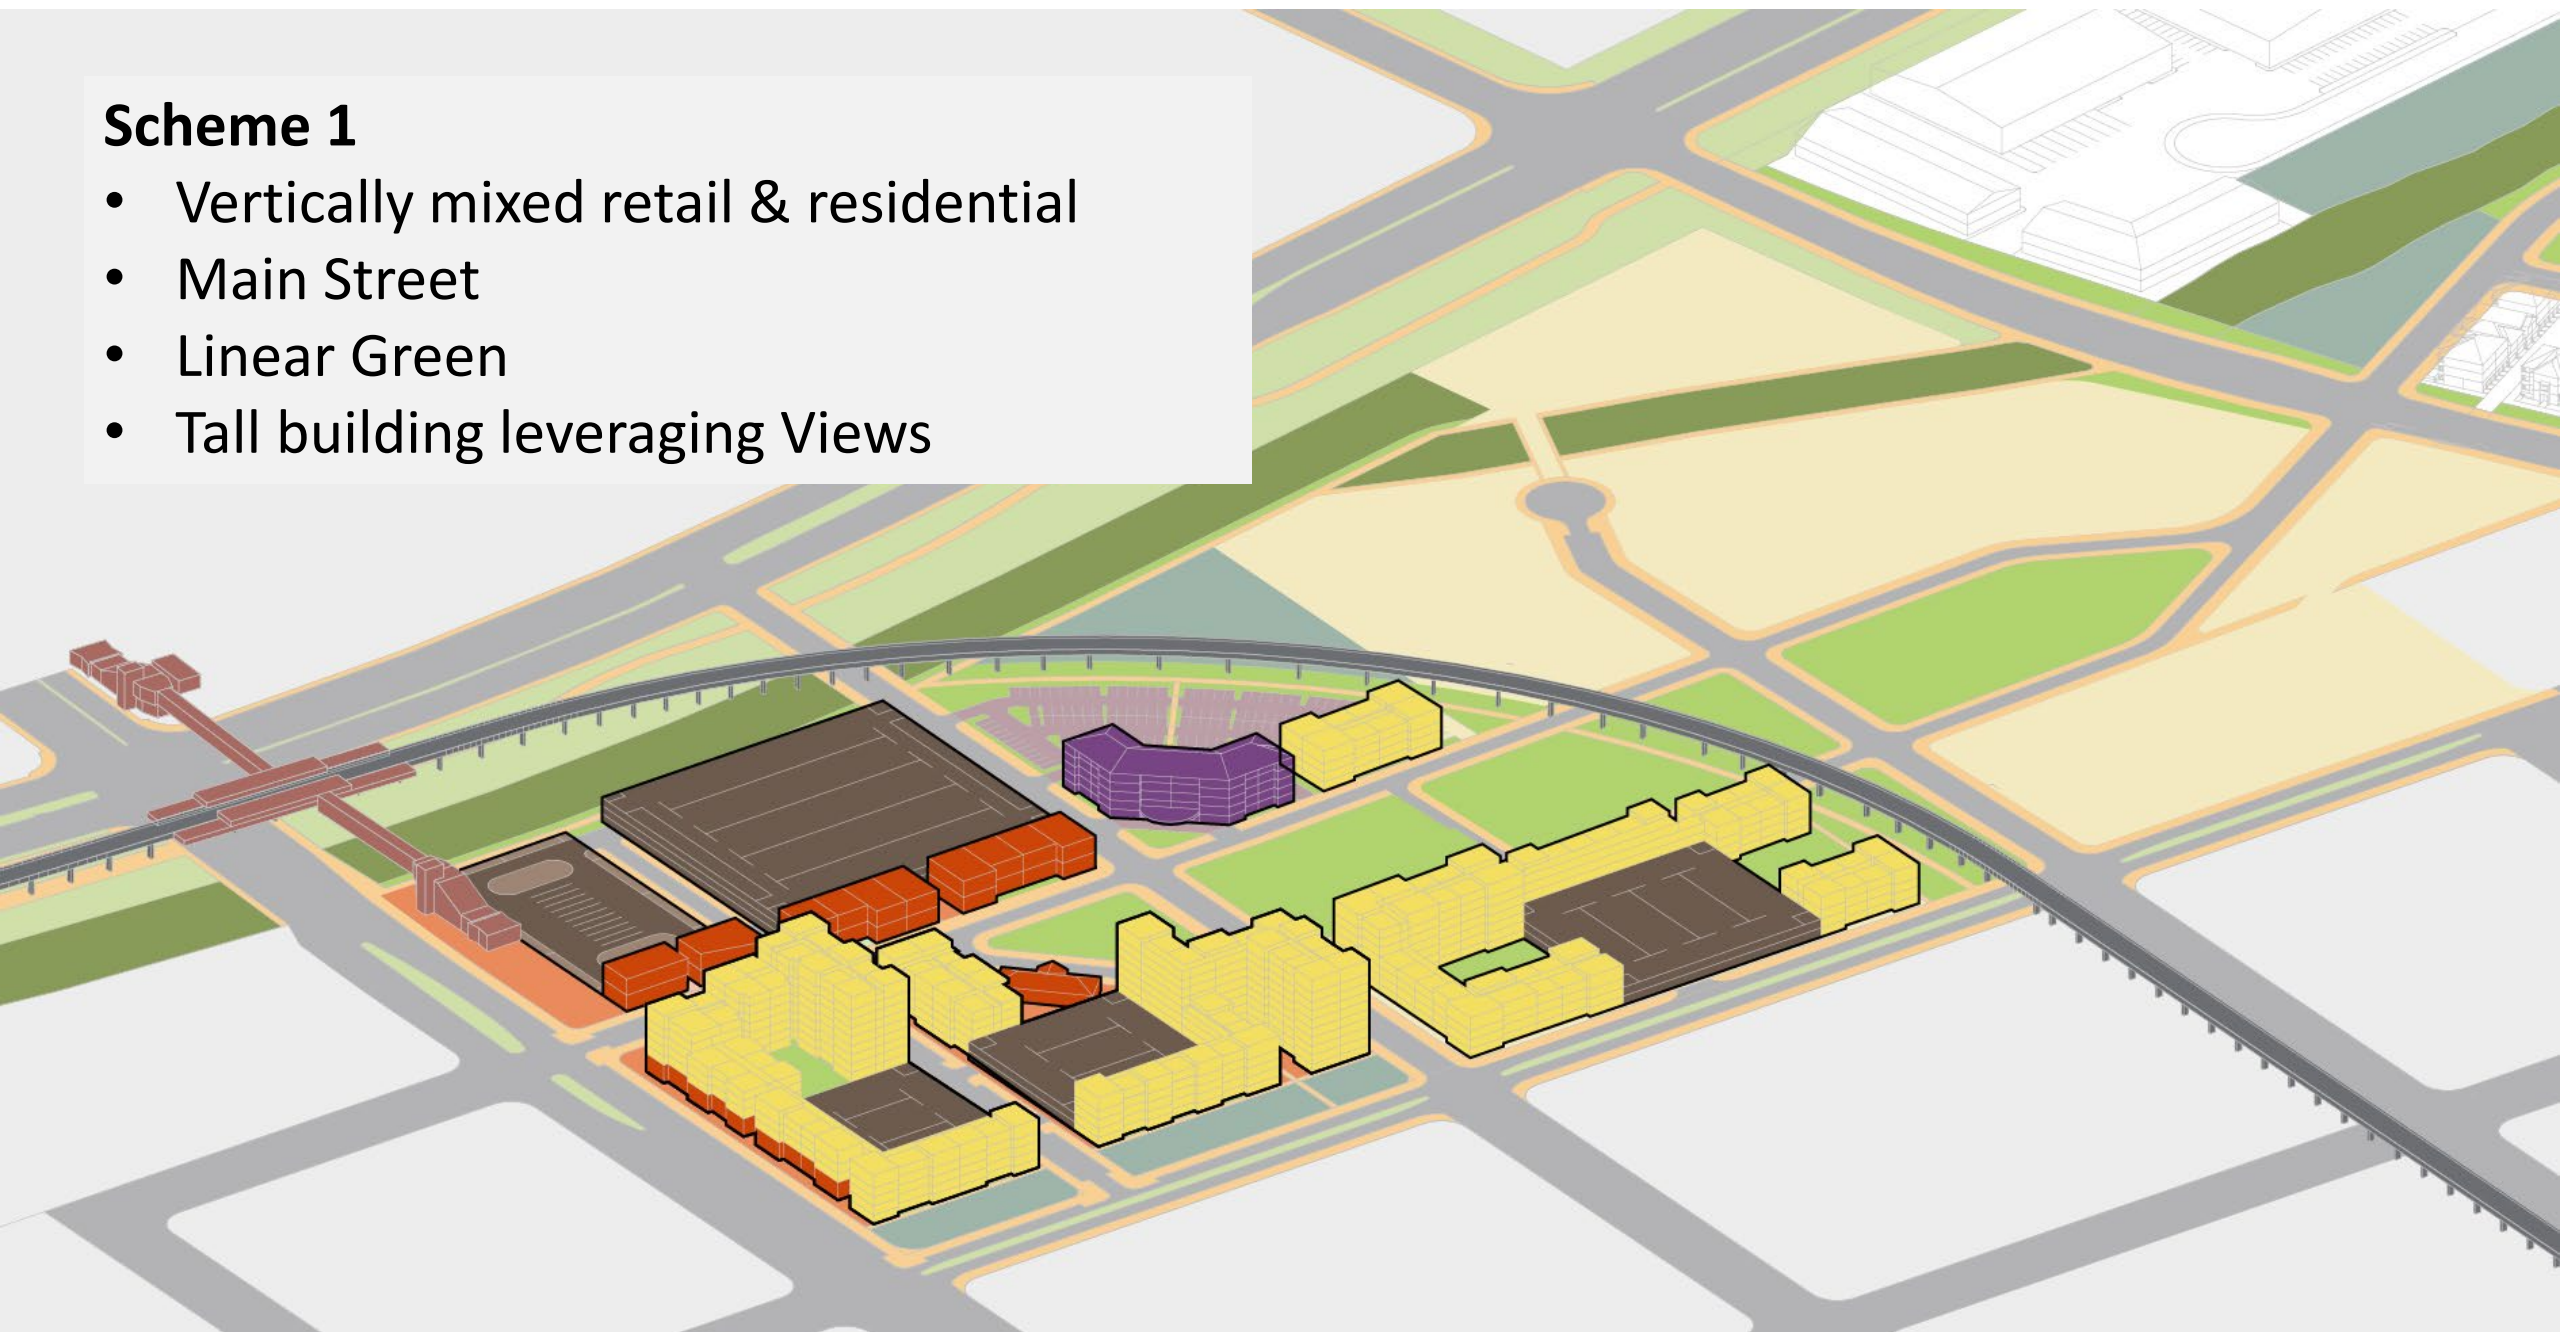 Scheme 1
• Vertically mixed retail & residential
• Main Street
• Linear Green
• Tall building leveraging Views